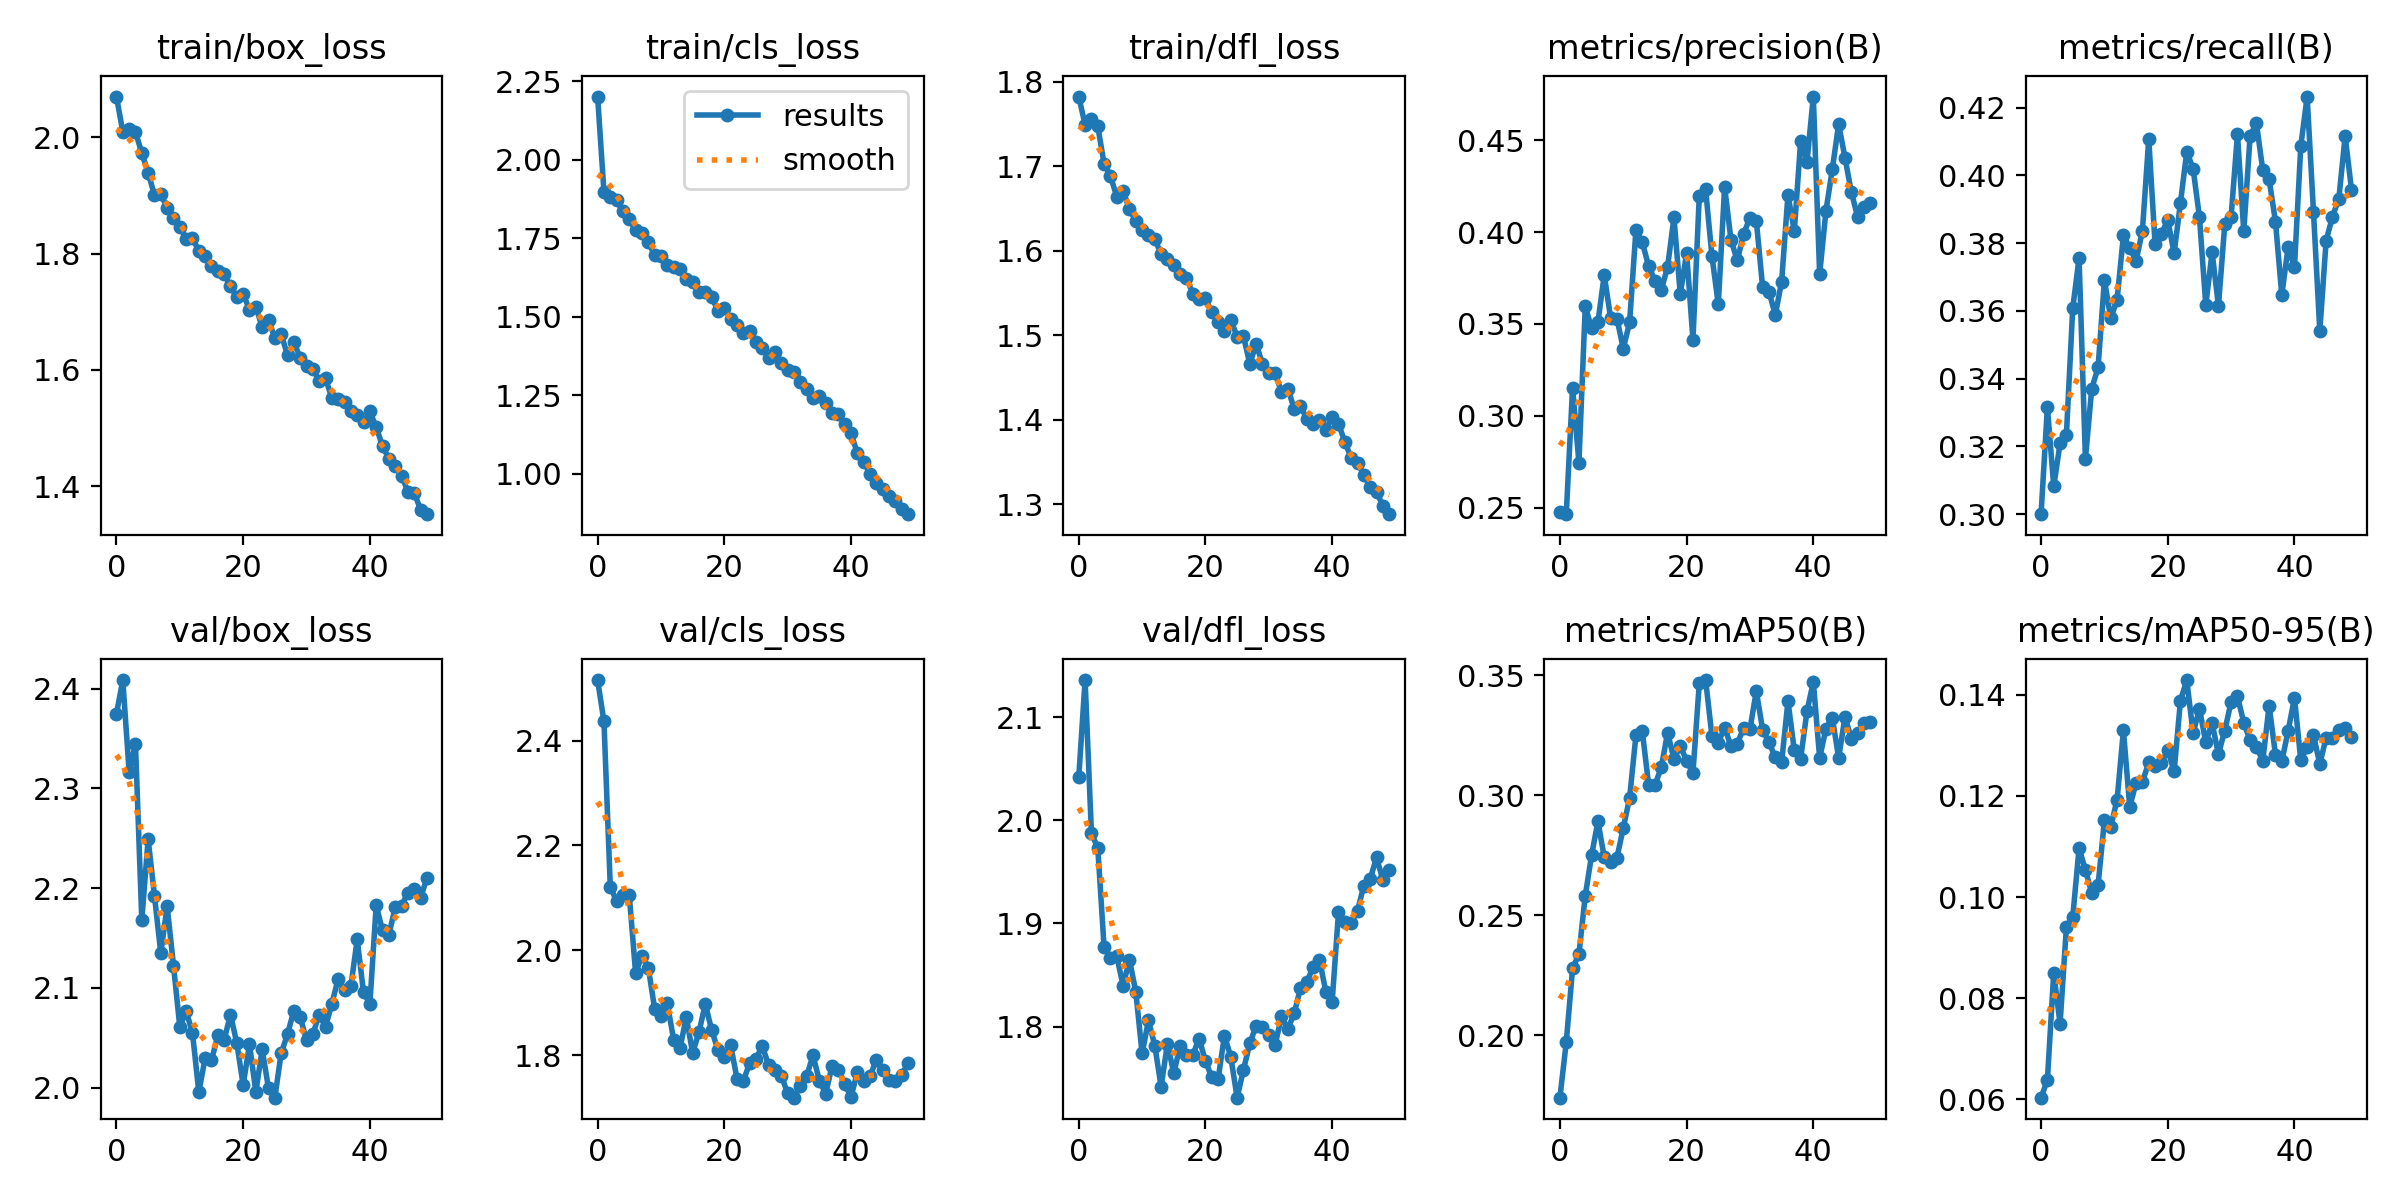 train/box_loss
2.0
1.8
1.6
1.4
0 20 40
train/cls_loss
2.25
2.00
1.75
1.50
1.25
1.00
0 20 40
results
smooth
train/dfl_loss
1.8
1.7
1.6
1.5
1.4
1.3
0 20 40
metrics/precision(B)
0.45
0.40
0.35
0.30
0.25
0 20 40
metrics/recall(B)
0.42
0.40
0.38
0.36
0.34
0.32
0.30
0 20 40
val/box_loss
2.4
2.3
2.2
2.1
2.0
0 20 40
val/cls_loss
2.4
2.2
2.0
1.8
0 20 40
val/dfl_loss
2.1
2.0
1.9
1.8
0 20 40
metrics/mAP50(B)
0.35
0.30
0.25
0.20
0 20 40
metrics/mAP50-95(B)
0.14
0.12
0.10
0.08
0.06
0 20 40